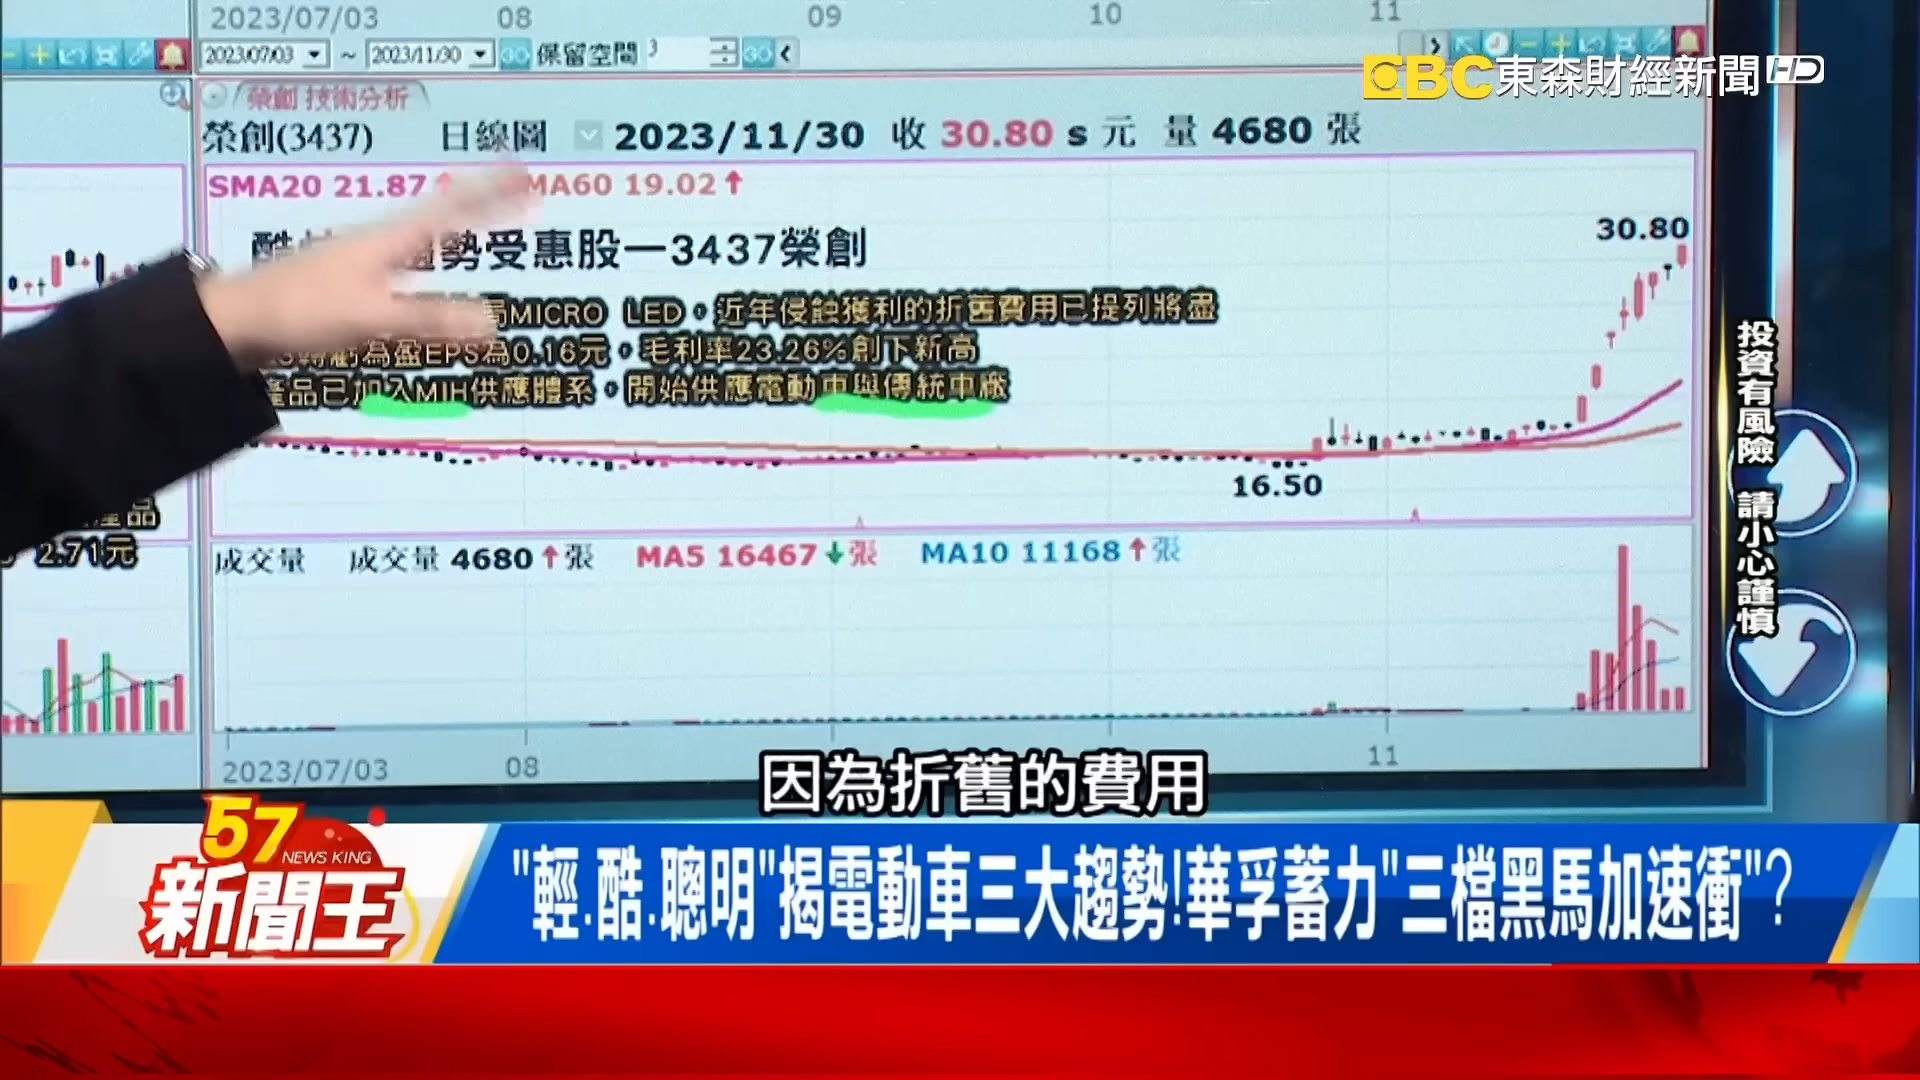 2023/07/03 08 09 10 11
2023/07/03 ~ 2023/11/30 保留空間 3
EBC 東森財經新聞 HD
榮創 技術分析
榮創(3437) 日線圖 2023/11/30 收 30.80 s 元 量 4680 張
SMA20 21.87↑ MA60 19.02↑
30.80
趨勢受惠股—3437榮創
MICRO LED。近年侵蝕獲利的折舊費用已提列將盡
轉虧為盈EPS為0.16元。毛利率23.26%創下新高
產品已加入MIH供應體系。開始供應電動車與傳統車廠
16.50
2.71元
成交量 成交量 4680↑張 MA5 16467↓張 MA10 11168↑張
投資有風險 請小心謹慎
2023/07/03 08 11
因為折舊的費用
57 NEWS KING
新聞王
"輕.酷.聰明"揭電動車三大趨勢!華孚蓄力"三檔黑馬加速衝"?